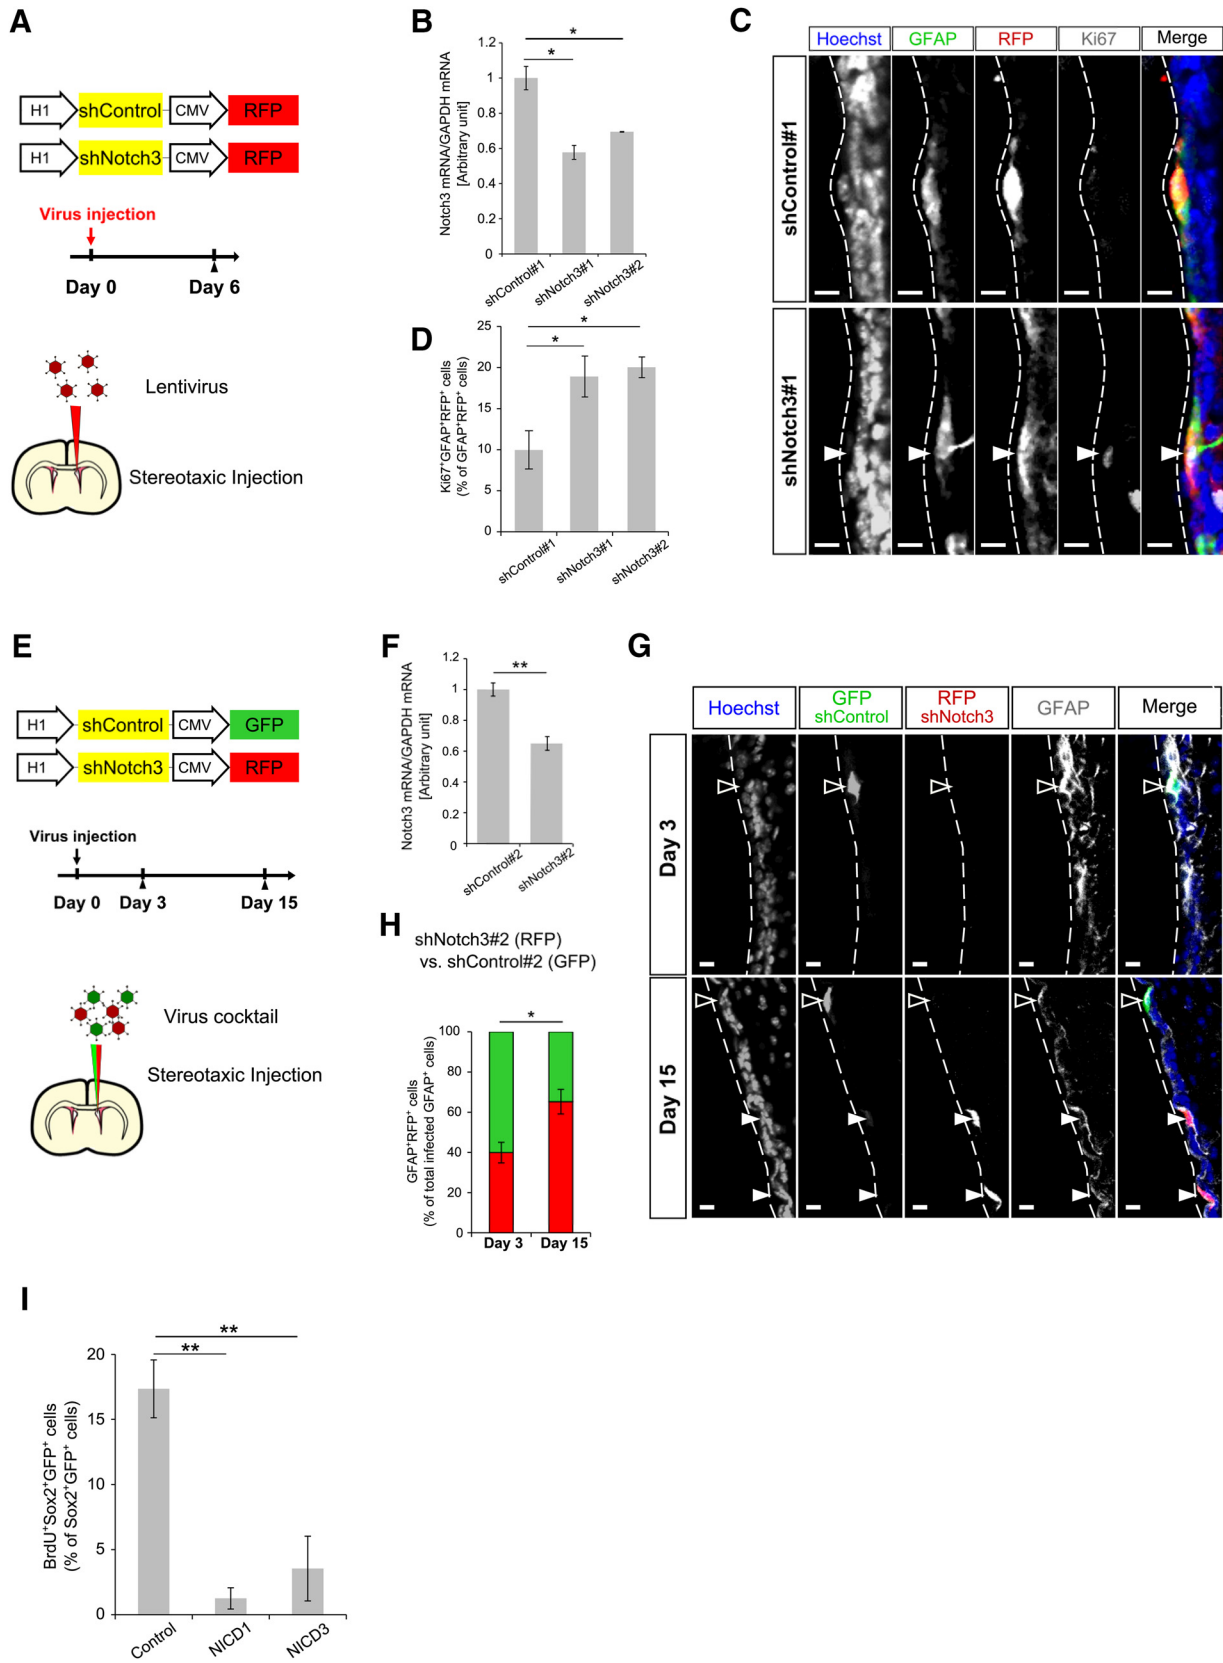 A
H1 shControl CMV RFP
H1 shNotch3 CMV RFP
Virus injection
Day 0 Day 6
Lentivirus
Stereotaxic Injection
B
Notch3 mRNA/GAPDH mRNA
[Arbitrary unit]
1.2
1
0.8
0.6
0.4
0.2
0
*
*
shControl#1 shNotch3#1 shNotch3#2
C
Hoechst GFAP RFP Ki67 Merge
shControl#1
shNotch3#1
D
Ki67+GFAP+RFP+ cells
(% of GFAP+RFP+ cells)
25
20
15
10
5
0
*
*
shControl#1 shNotch3#1 shNotch3#2
E
H1 shControl CMV GFP
H1 shNotch3 CMV RFP
Virus injection
Day 0 Day 3 Day 15
Virus cocktail
Stereotaxic Injection
F
Notch3 mRNA/GAPDH mRNA
[Arbitrary unit]
1.2
1
0.8
0.6
0.4
0.2
0
**
shControl#2 shNotch3#2
G
Hoechst GFP shControl RFP shNotch3 GFAP Merge
Day 3
Day 15
H
shNotch3#2 (RFP)
vs. shControl#2 (GFP)
GFAP+RFP+ cells
(% of total infected GFAP+ cells)
100
80
60
40
20
0
*
Day 3 Day 15
I
BrdU+Sox2+GFP+ cells
(% of Sox2+GFP+ cells)
20
15
10
5
0
**
**
Control NICD1 NICD3